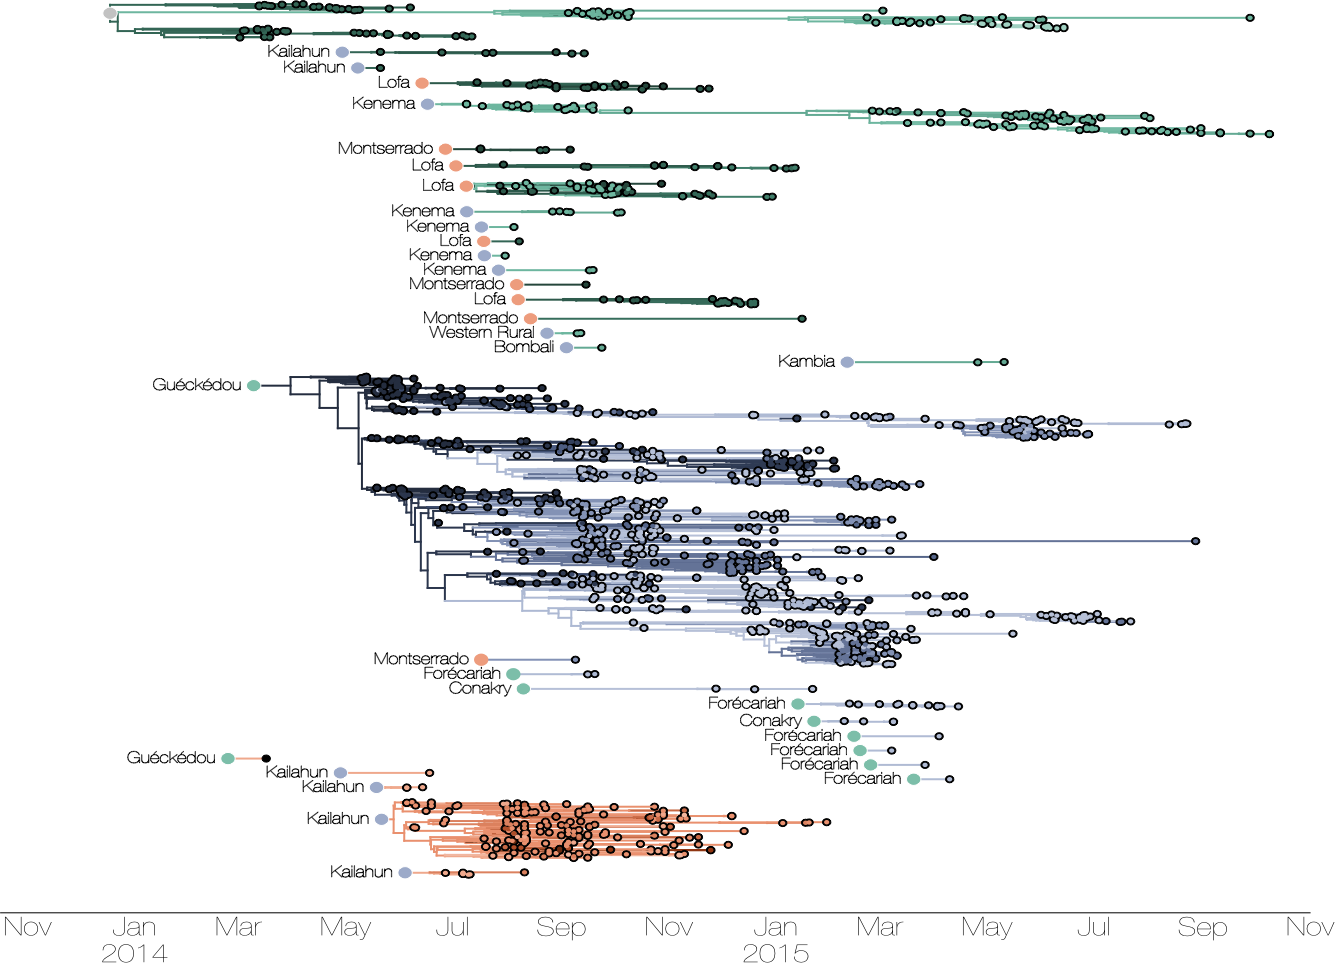 Kailahun
Kailahun
Lofa
Kenema
Montserrado
Lofa
Lofa
Kenema
Kenema
Lofa
Kenema
Kenema
Montserrado
Lofa
Montserrado
Western Rural
Bombali
Kambia
Guéckédou
Montserrado
Forécariah
Conakry
Forécariah
Conakry
Forécariah
Forécariah
Guéckédou
Forécariah
Kailahun
Forécariah
Kailahun
Kailahun
Kailahun
Nov Jan Mar May Jul Sep Nov Jan Mar May Jul Sep Nov
2014 2015